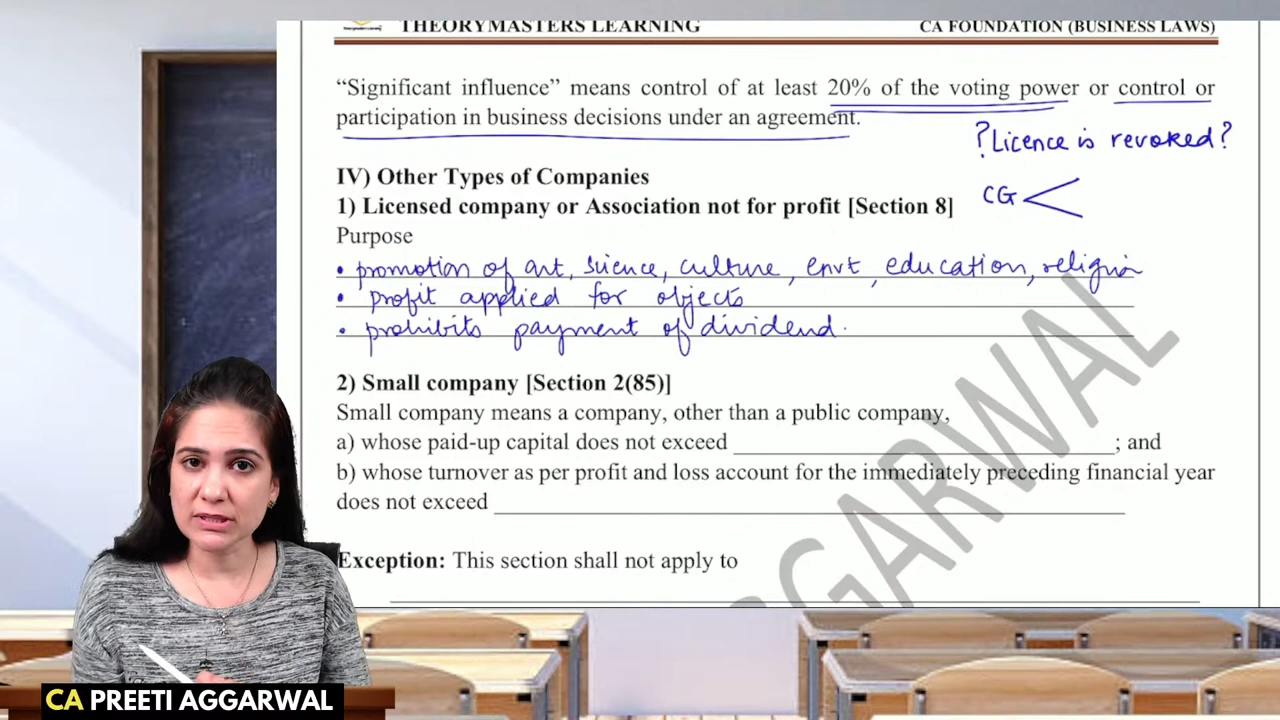 THEORYMASTERS LEARNING CA FOUNDATION (BUSINESS LAWS)
“Significant influence” means control of at least 20% of the voting power or control or
participation in business decisions under an agreement.
?Licence is revoked?
IV) Other Types of Companies
1) Licensed company or Association not for profit [Section 8]
CG
Purpose
• promotion of art, science, culture, envt, education, religion
• profit applied for objects
• prohibits payment of dividend.
2) Small company [Section 2(85)]
Small company means a company, other than a public company,
a) whose paid-up capital does not exceed ; and
b) whose turnover as per profit and loss account for the immediately preceding financial year
does not exceed
Exception: This section shall not apply to
GARWAL
CA PREETI AGGARWAL